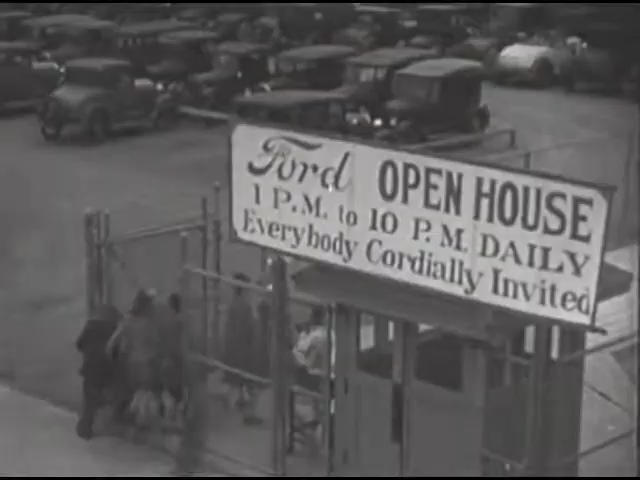 Ford OPEN HOUSE
1 P.M. to 10 P.M. DAILY
Everybody Cordially Invited